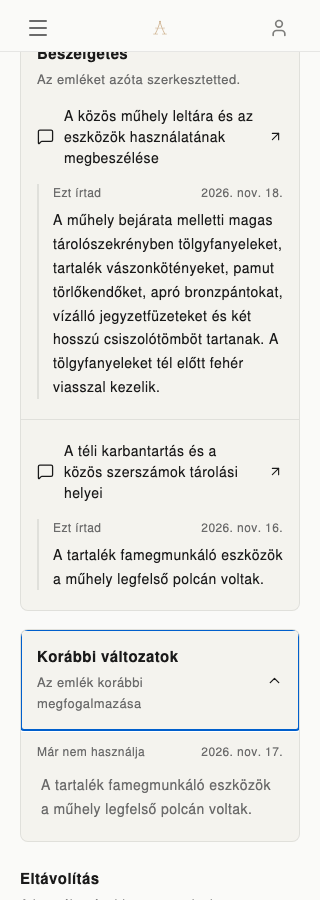 Beszélgetés
Az emléket azóta szerkesztetted.
A közös műhely leltára és az
eszközök használatának
megbeszélése
Ezt írtad 2026. nov. 18.
A műhely bejárata melletti magas
tárolószekrényben tölgyfanyeleket,
tartalék vászonkötényeket, pamut
törlőkendőket, apró bronzpántokat,
vízálló jegyzetfüzeteket és két
hosszú csiszolótömböt tartanak. A
tölgyfanyeleket tél előtt fehér
viasszal kezelik.
A téli karbantartás és a
közös szerszámok tárolási
helyei
Ezt írtad 2026. nov. 16.
A tartalék famegmunkáló eszközök
a műhely legfelső polcán voltak.
Korábbi változatok
Az emlék korábbi
megfogalmazása
Már nem használja 2026. nov. 17.
A tartalék famegmunkáló eszközök
a műhely legfelső polcán voltak.
Eltávolítás